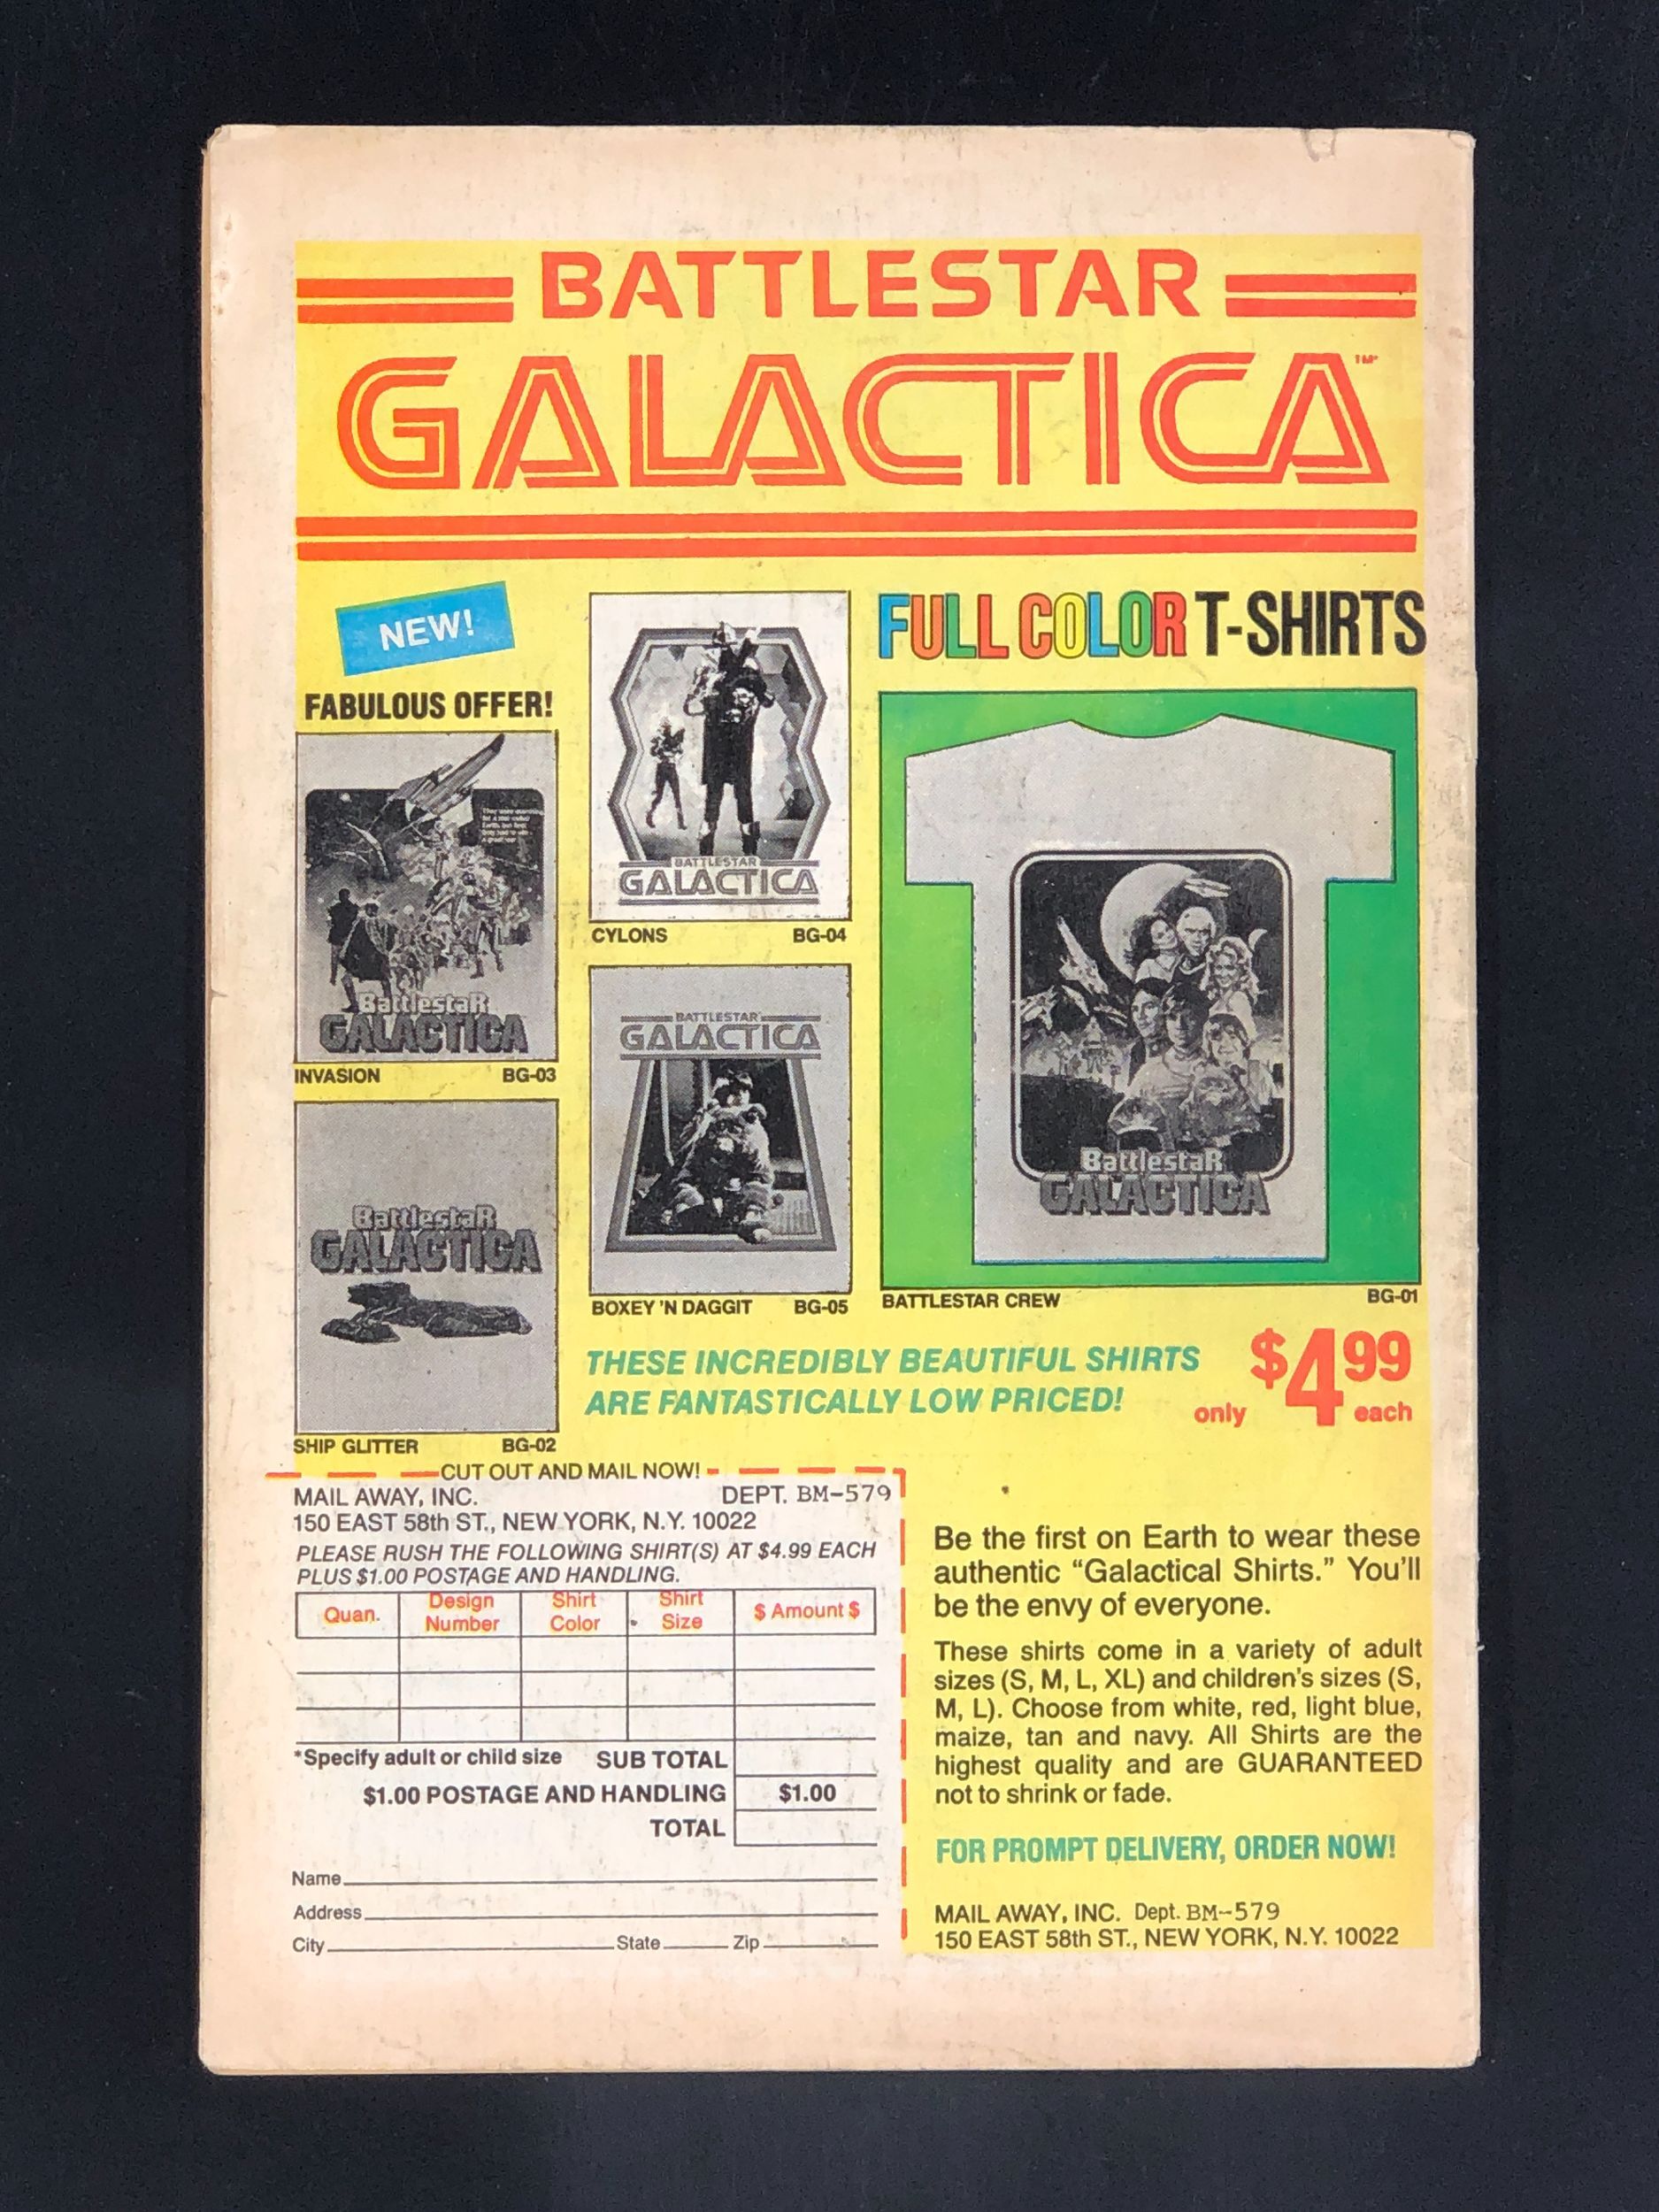 BATTLESTAR
GALACTICA™
NEW!
FABULOUS OFFER!
FULL COLOR T-SHIRTS
BattlestaR
GALACTICA
INVASION BG-03
BattlestaR
GALACTICA
SHIP GLITTER BG-02
BATTLESTAR
GALACTICA
CYLONS BG-04
BATTLESTAR
GALACTICA
BOXEY 'N DAGGIT BG-05
BattlestaR
GALACTICA
BATTLESTAR CREW BG-01
THESE INCREDIBLY BEAUTIFUL SHIRTS
ARE FANTASTICALLY LOW PRICED!
only $4.99 each
CUT OUT AND MAIL NOW!
MAIL AWAY, INC. DEPT. BM-579
150 EAST 58th ST., NEW YORK, N.Y. 10022
PLEASE RUSH THE FOLLOWING SHIRT(S) AT $4.99 EACH
PLUS $1.00 POSTAGE AND HANDLING.
Quan. Design Number Shirt Color Shirt Size $ Amount $
*Specify adult or child size SUB TOTAL
$1.00 POSTAGE AND HANDLING $1.00
TOTAL
Name
Address
City State Zip
Be the first on Earth to wear these
authentic “Galactical Shirts.” You'll
be the envy of everyone.
These shirts come in a variety of adult
sizes (S, M, L, XL) and children's sizes (S,
M, L). Choose from white, red, light blue,
maize, tan and navy. All Shirts are the
highest quality and are GUARANTEED
not to shrink or fade.
FOR PROMPT DELIVERY, ORDER NOW!
MAIL AWAY, INC. Dept. BM-579
150 EAST 58th ST., NEW YORK, N.Y. 10022